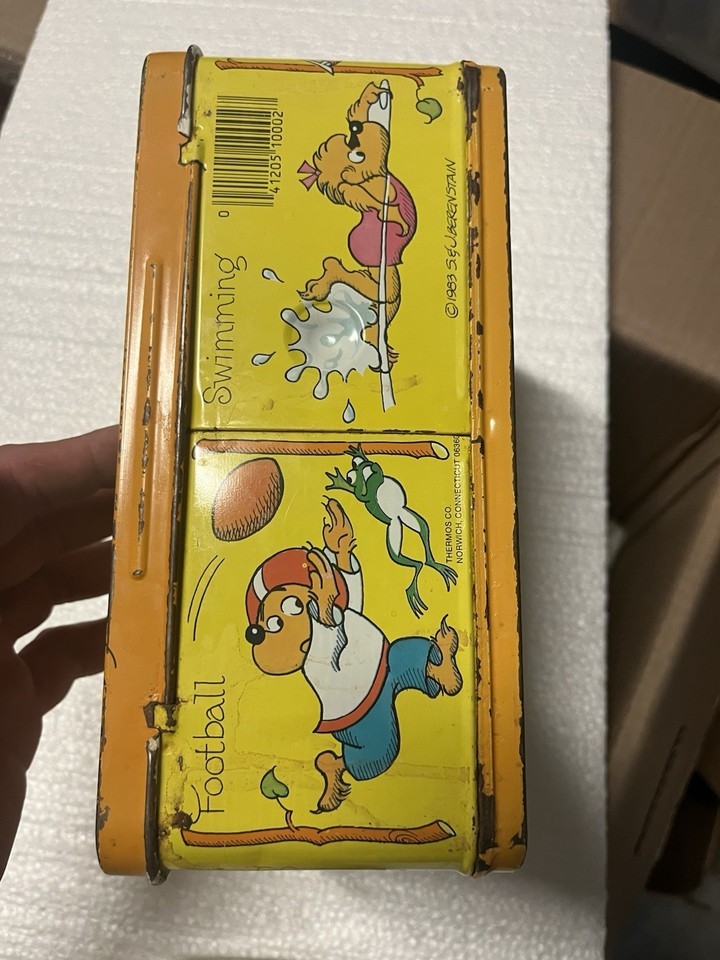 Football
THERMOS CO.
NORWICH, CONNECTICUT 06360
Swimming
0 41205 10002
© 1983 S & J BERENSTAIN